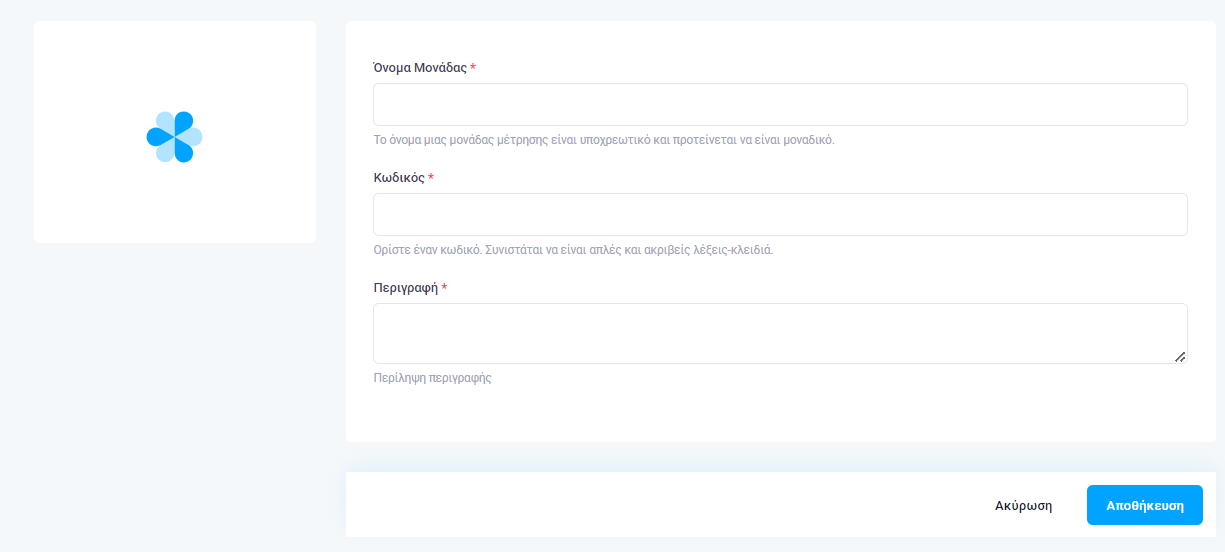 Όνομα Μονάδας *
Το όνομα μιας μονάδας μέτρησης είναι υποχρεωτικό και προτείνεται να είναι μοναδικό.
Κωδικός *
Ορίστε έναν κωδικό. Συνιστάται να είναι απλές και ακριβείς λέξεις-κλειδιά.
Περιγραφή *
Περίληψη περιγραφής
Ακύρωση Αποθήκευση